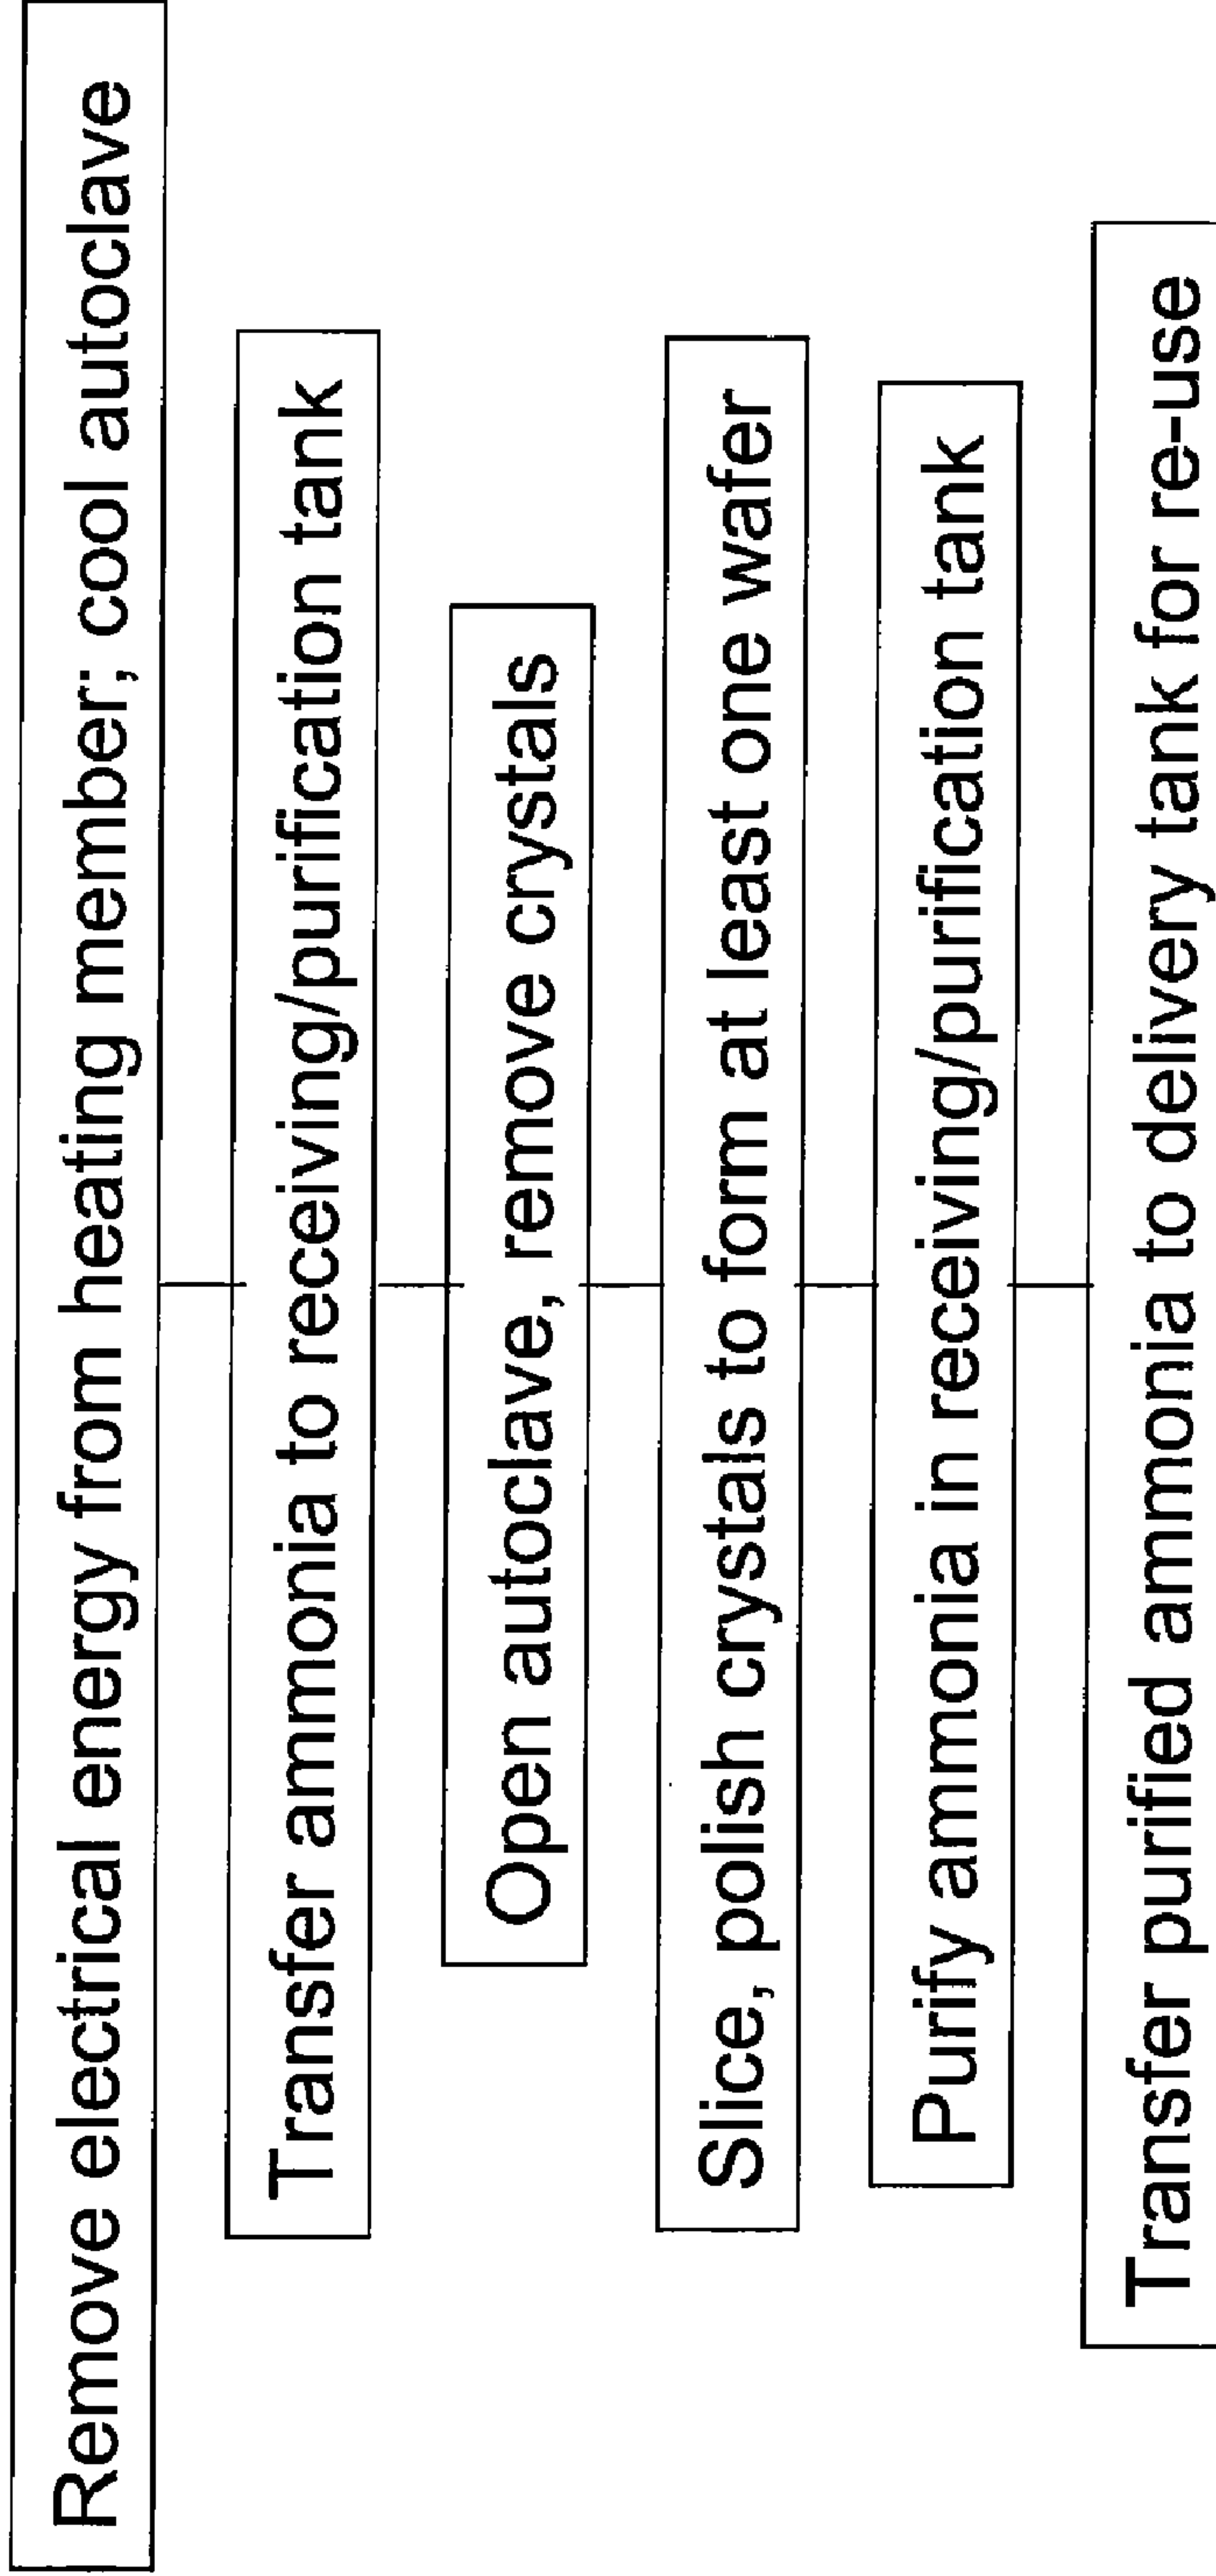 Remove electrical energy from heating member; cool autoclave
Transfer ammonia to receiving/purification tank
Open autoclave, remove crystals
Slice, polish crystals to form at least one wafer
Purify ammonia in receiving/purification tank
Transfer purified ammonia to delivery tank for re-use